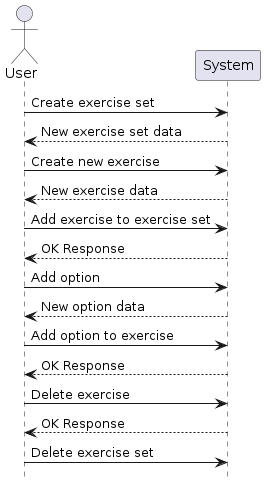 User
System
Create exercise set
New exercise set data
Create new exercise
New exercise data
Add exercise to exercise set
OK Response
Add option
New option data
Add option to exercise
OK Response
Delete exercise
OK Response
Delete exercise set